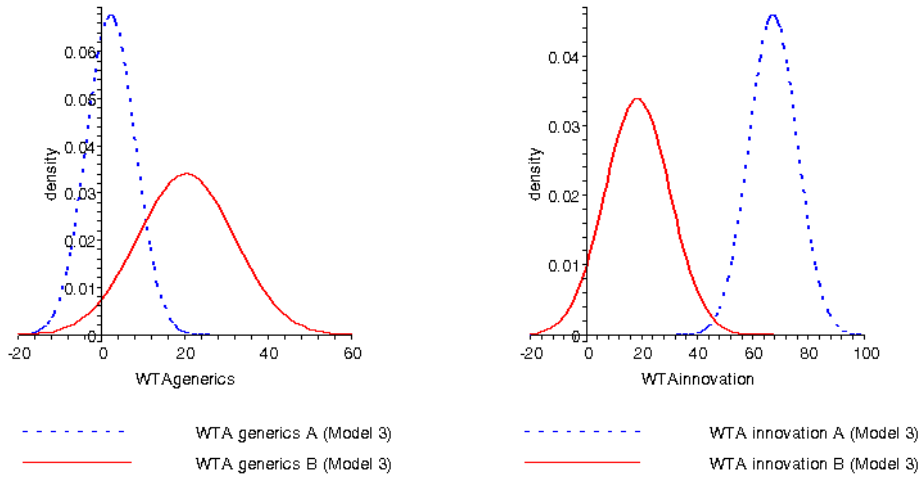 0.06
0.05
0.04
density
0.03
0.02
0.01
0
-20 0 20 40 60
WTAgenerics
WTA generics A (Model 3)
WTA generics B (Model 3)
0.04
0.03
density
0.02
0.01
0
-20 0 20 40 60 80 100
WTAinnovation
WTA innovation A (Model 3)
WTA innovation B (Model 3)